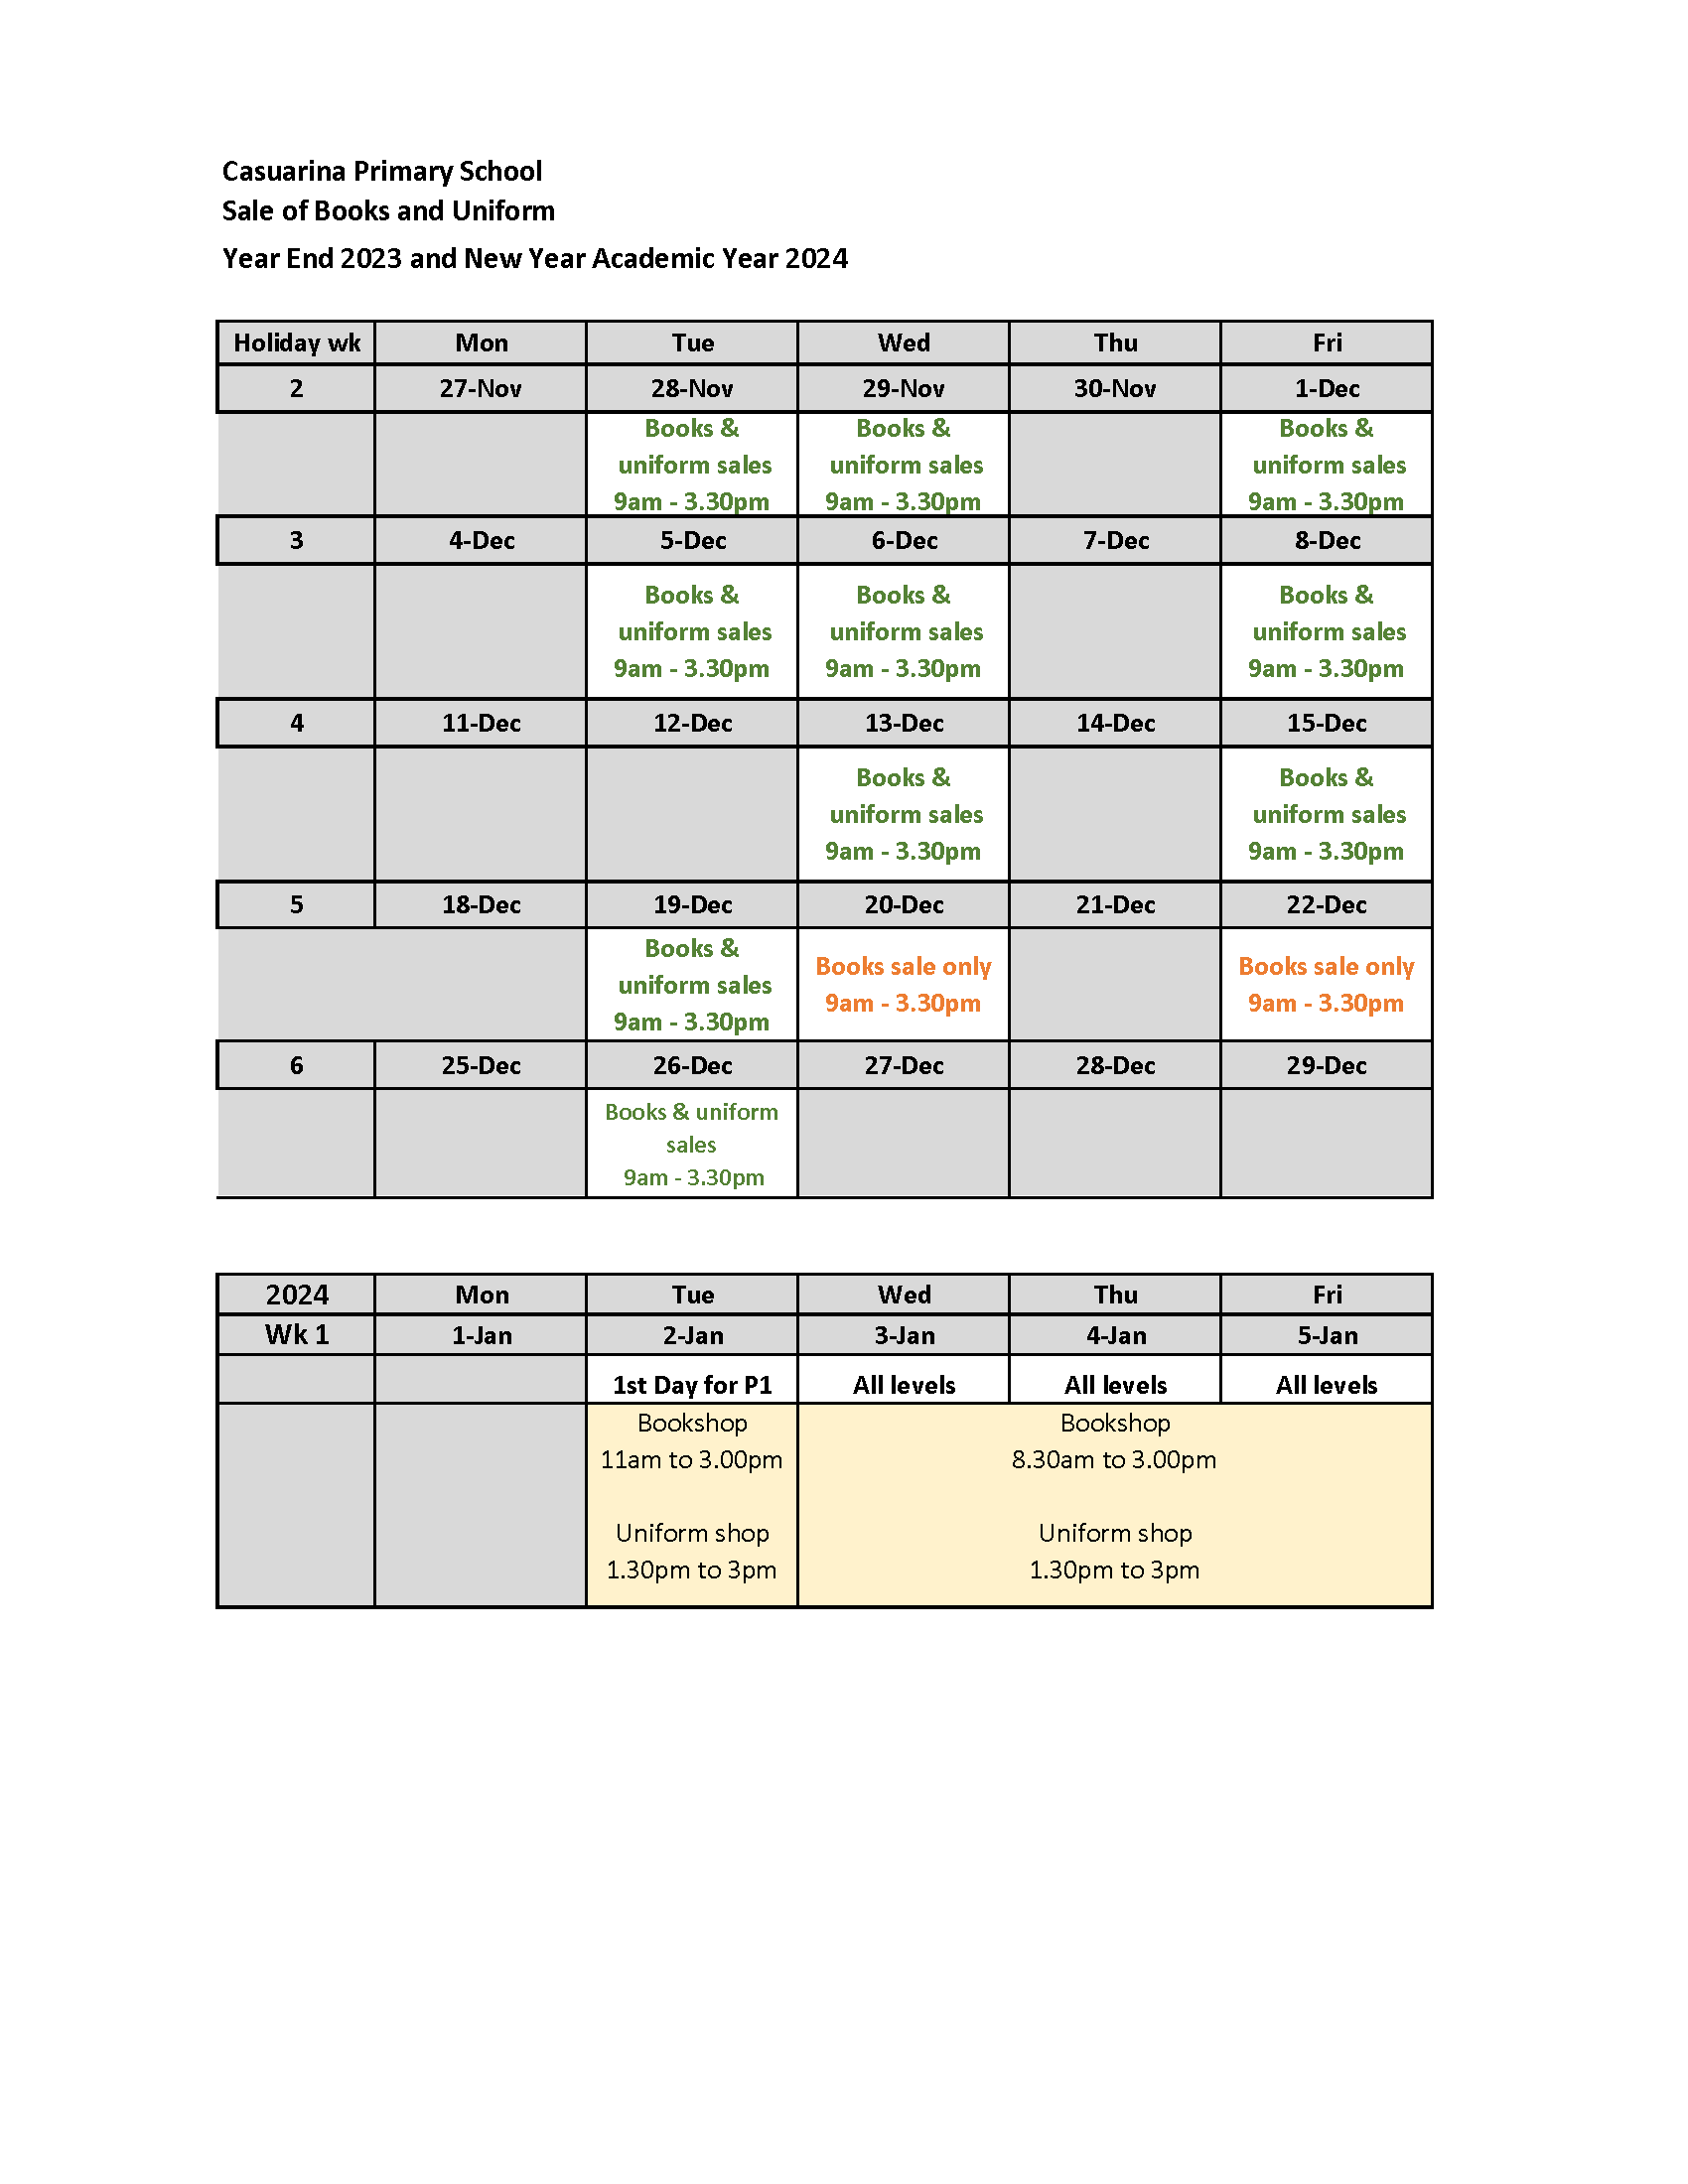 Casuarina Primary School
Sale of Books and Uniform
Year End 2023 and New Year Academic Year 2024
Holiday wk Mon Tue Wed Thu Fri
2 27-Nov 28-Nov 29-Nov 30-Nov 1-Dec
Books & Books & Books &
uniform sales uniform sales uniform sales
9am - 3.30pm 9am - 3.30pm 9am - 3.30pm
3 4-Dec 5-Dec 6-Dec 7-Dec 8-Dec
Books & Books & Books &
uniform sales uniform sales uniform sales
9am - 3.30pm 9am - 3.30pm 9am - 3.30pm
4 11-Dec 12-Dec 13-Dec 14-Dec 15-Dec
Books & Books &
uniform sales uniform sales
9am - 3.30pm 9am - 3.30pm
5 18-Dec 19-Dec 20-Dec 21-Dec 22-Dec
Books &
uniform sales
9am - 3.30pm
Books sale only
9am - 3.30pm
Books sale only
9am - 3.30pm
6 25-Dec 26-Dec 27-Dec 28-Dec 29-Dec
Books & uniform
sales
9am - 3.30pm
2024 Mon Tue Wed Thu Fri
Wk 1 1-Jan 2-Jan 3-Jan 4-Jan 5-Jan
1st Day for P1 All levels All levels All levels
Bookshop Bookshop
11am to 3.00pm 8.30am to 3.00pm
Uniform shop Uniform shop
1.30pm to 3pm 1.30pm to 3pm